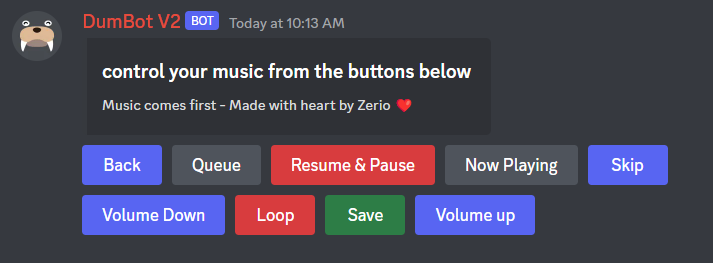 DumBot V2 BOT Today at 10:13 AM
control your music from the buttons below
Music comes first - Made with heart by Zerio ❤️
Back Queue Resume & Pause Now Playing Skip
Volume Down Loop Save Volume up